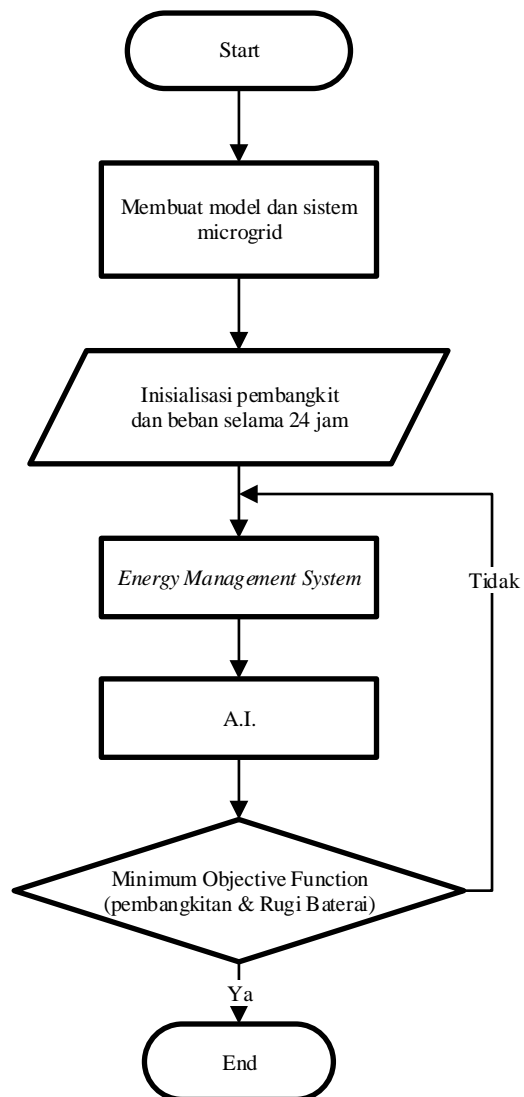 Start
Membuat model dan sistem
microgrid
Inisialisasi pembangkit
dan beban selama 24 jam
Energy Management System
Tidak
A.I.
Minimum Objective Function
(pembangkitan & Rugi Baterai)
Ya
End